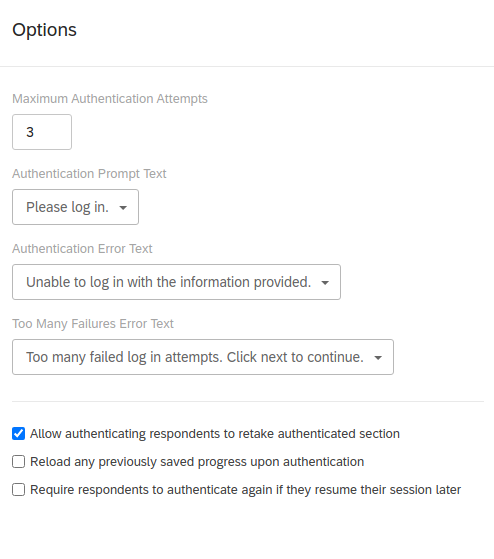 Options
Maximum Authentication Attempts
3
Authentication Prompt Text
Please log in.
Authentication Error Text
Unable to log in with the information provided.
Too Many Failures Error Text
Too many failed log in attempts. Click next to continue.
Allow authenticating respondents to retake authenticated section
Reload any previously saved progress upon authentication
Require respondents to authenticate again if they resume their session later